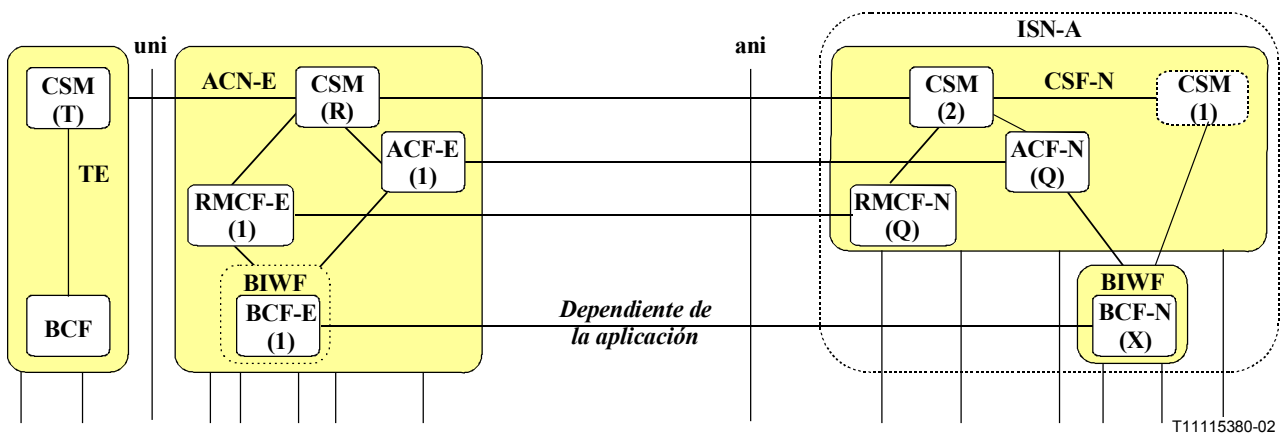 ISN-A
uni
ani
CSM
(T)
ACN-E
CSM
(R)
CSM
(2)
CSF-N
CSM
(1)
TE
ACF-E
(1)
ACF-N
(Q)
RMCF-E
(1)
RMCF-N
(Q)
BIWF
BIWF
BCF
BCF-E
(1)
Dependiente de
la aplicación
BCF-N
(X)
T11115380-02